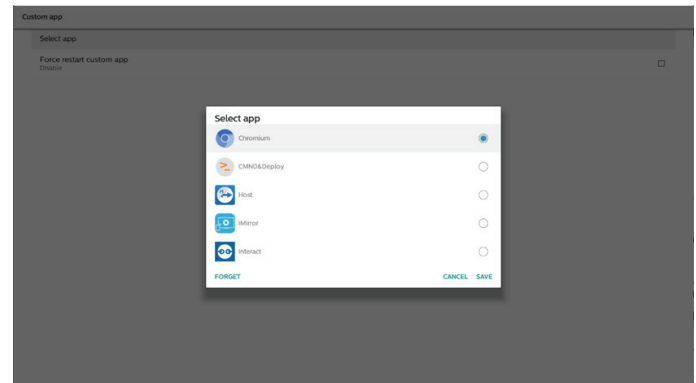 Custom app
Select app
Force restart custom app
Disable
Select app
Chromium
CMND&Deploy
Host
iMirror
Interact
FORGET
CANCEL SAVE